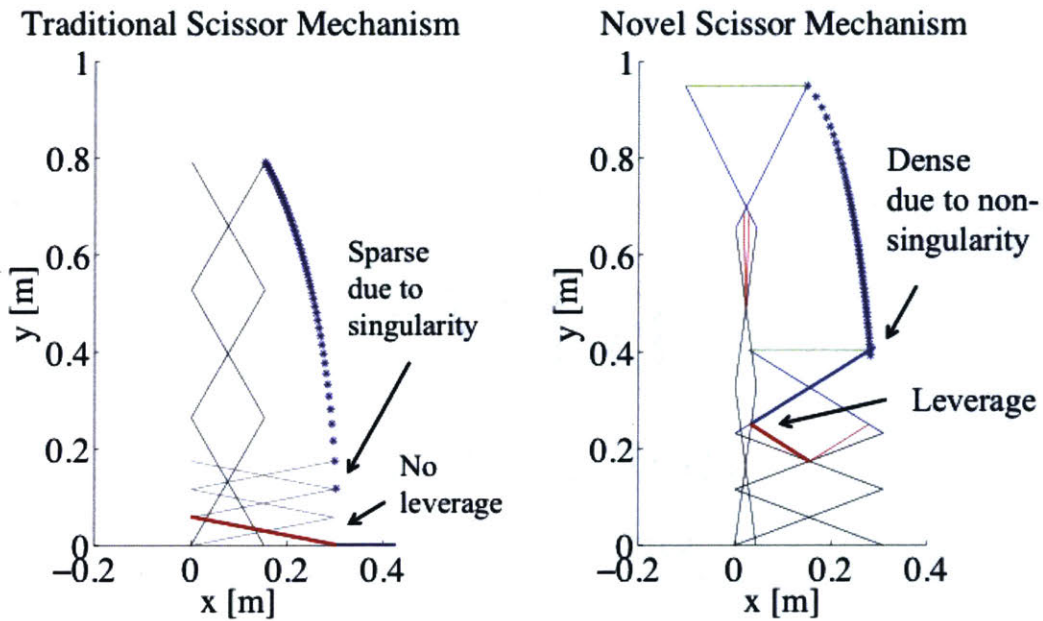 Traditional Scissor Mechanism
1
0.8
0.6
0.4
0.2
0
y [m]
−0.2
0
0.2
0.4
x [m]
Sparse
due to
singularity
No
leverage
Novel Scissor Mechanism
1
0.8
0.6
0.4
0.2
0
y [m]
−0.2
0
0.2
0.4
x [m]
Dense
due to non-
singularity
Leverage